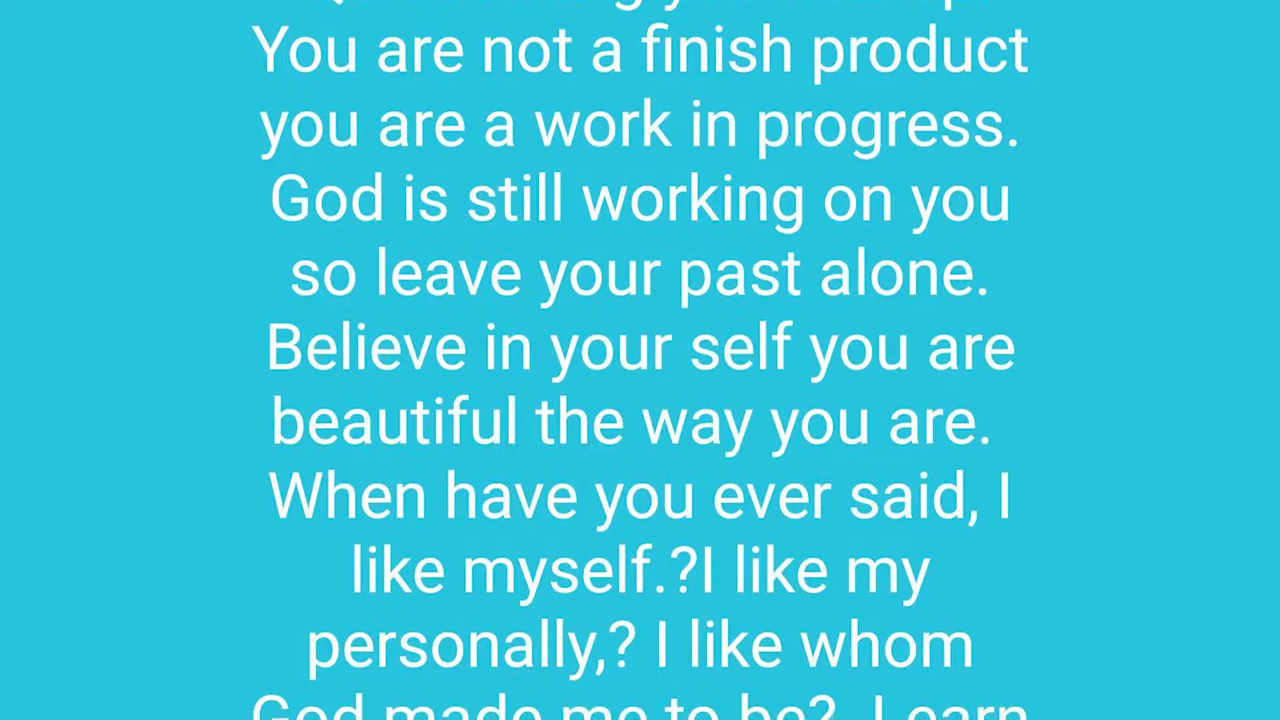 You are not a finish product
you are a work in progress.
God is still working on you
so leave your past alone.
Believe in your self you are
beautiful the way you are.
When have you ever said, I
like myself.?I like my
personally,? I like whom
God made me to be? Learn